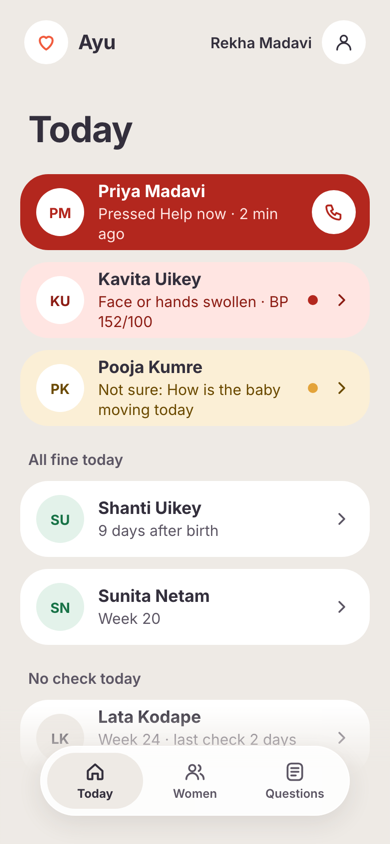 Ayu
Rekha Madavi
Today
PM
Priya Madavi
Pressed Help now · 2 min
ago
KU
Kavita Uikey
Face or hands swollen · BP
152/100
PK
Pooja Kumre
Not sure: How is the baby
moving today
All fine today
SU
Shanti Uikey
9 days after birth
SN
Sunita Netam
Week 20
No check today
LK
Lata Kodape
Week 24 · last check 2 days
Today
Women
Questions